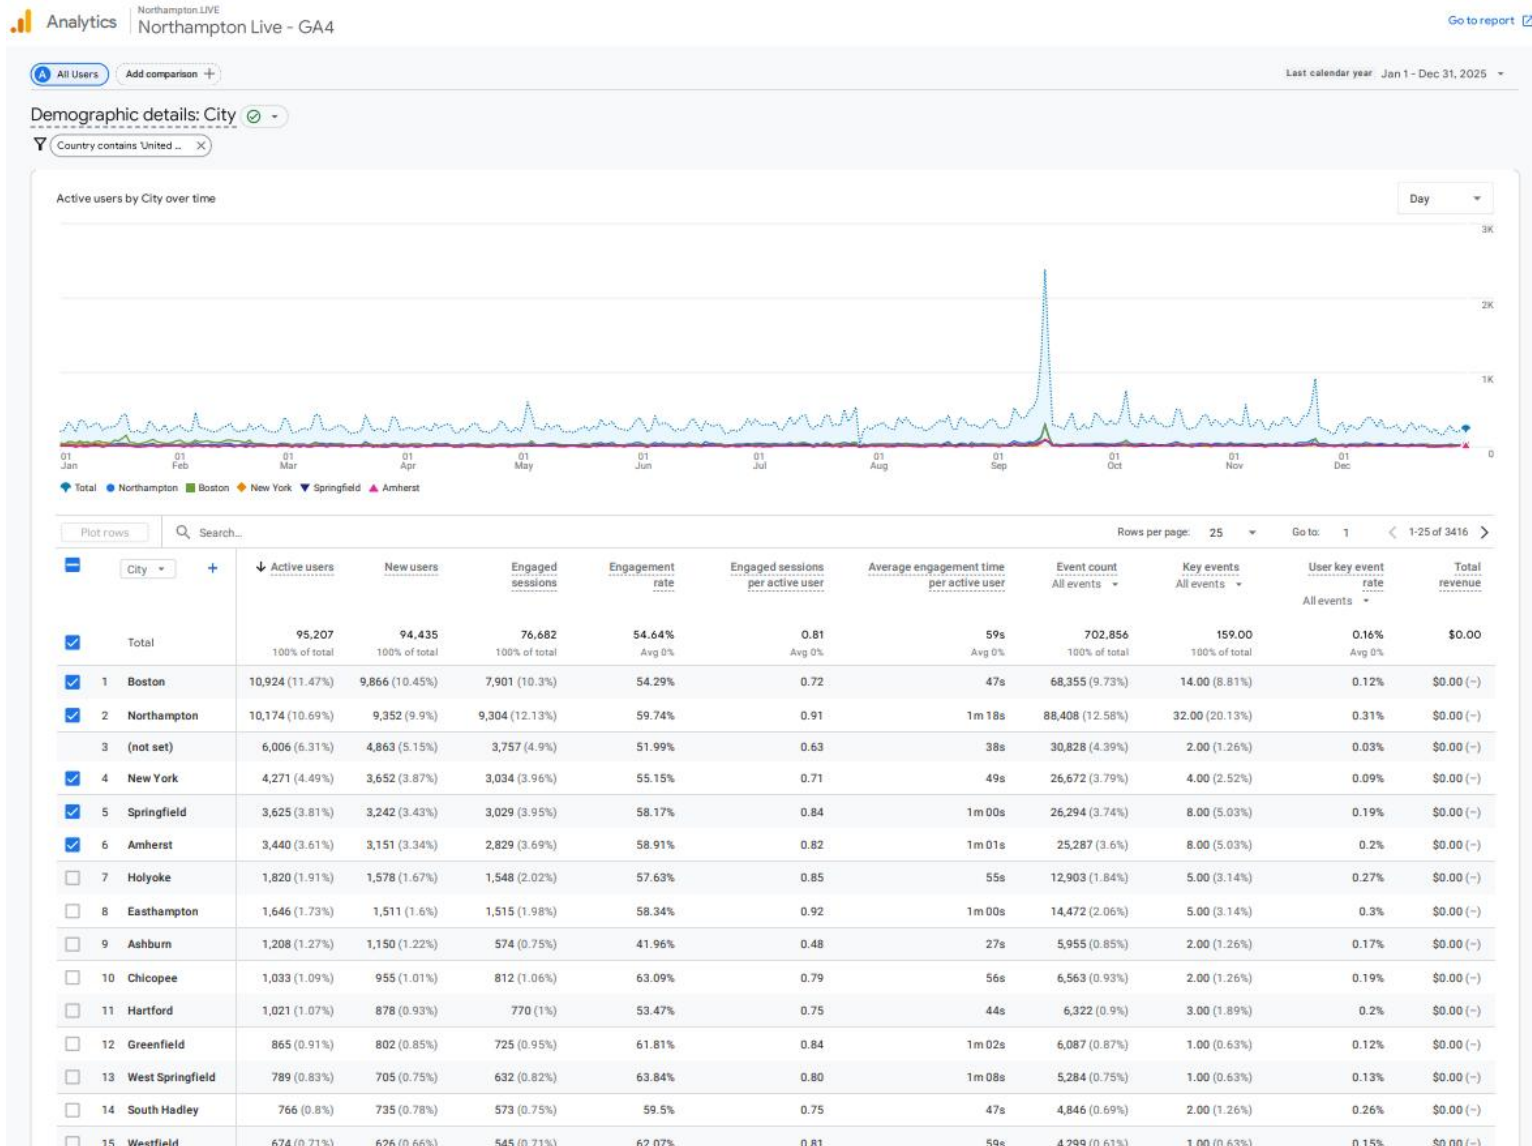 Analytics
Northampton.LIVE
Northampton Live - GA4
Go to report
A All Users
Add comparison +
Last calendar year Jan 1 - Dec 31, 2025
Demographic details: City
Country contains 'United ...
Active users by City over time
Day
3K
2K
1K
0
01 Jan
01 Feb
01 Mar
01 Apr
01 May
01 Jun
01 Jul
01 Aug
01 Sep
01 Oct
01 Nov
01 Dec
Total Northampton Boston New York Springfield Amherst
Plot rows Search... Rows per page: 25 Go to: 1 1-25 of 3416
City + Active users New users Engaged sessions Engagement rate Engaged sessions per active user Average engagement time per active user Event count All events Key events All events User key event rate All events Total revenue
Total 95,207 94,435 76,682 54.64% 0.81 59s 702,856 159.00 0.16% $0.00
100% of total 100% of total 100% of total Avg 0% Avg 0% Avg 0% 100% of total 100% of total Avg 0%
1 Boston 10,924 (11.47%) 9,866 (10.45%) 7,901 (10.3%) 54.29% 0.72 47s 68,355 (9.73%) 14.00 (8.81%) 0.12% $0.00 (-)
2 Northampton 10,174 (10.69%) 9,352 (9.9%) 9,304 (12.13%) 59.74% 0.91 1m 18s 88,408 (12.58%) 32.00 (20.13%) 0.31% $0.00 (-)
3 (not set) 6,006 (6.31%) 4,863 (5.15%) 3,757 (4.9%) 51.99% 0.63 38s 30,828 (4.39%) 2.00 (1.26%) 0.03% $0.00 (-)
4 New York 4,271 (4.49%) 3,652 (3.87%) 3,034 (3.96%) 55.15% 0.71 49s 26,672 (3.79%) 4.00 (2.52%) 0.09% $0.00 (-)
5 Springfield 3,625 (3.81%) 3,242 (3.43%) 3,029 (3.95%) 58.17% 0.84 1m 00s 26,294 (3.74%) 8.00 (5.03%) 0.19% $0.00 (-)
6 Amherst 3,440 (3.61%) 3,151 (3.34%) 2,829 (3.69%) 58.91% 0.82 1m 01s 25,287 (3.6%) 8.00 (5.03%) 0.2% $0.00 (-)
7 Holyoke 1,820 (1.91%) 1,578 (1.67%) 1,548 (2.02%) 57.63% 0.85 55s 12,903 (1.84%) 5.00 (3.14%) 0.27% $0.00 (-)
8 Easthampton 1,646 (1.73%) 1,511 (1.6%) 1,515 (1.98%) 58.34% 0.92 1m 00s 14,472 (2.06%) 5.00 (3.14%) 0.3% $0.00 (-)
9 Ashburn 1,208 (1.27%) 1,150 (1.22%) 574 (0.75%) 41.96% 0.48 27s 5,955 (0.85%) 2.00 (1.26%) 0.17% $0.00 (-)
10 Chicopee 1,033 (1.09%) 955 (1.01%) 812 (1.06%) 63.09% 0.79 56s 6,563 (0.93%) 2.00 (1.26%) 0.19% $0.00 (-)
11 Hartford 1,021 (1.07%) 878 (0.93%) 770 (1%) 53.47% 0.75 44s 6,322 (0.9%) 3.00 (1.89%) 0.2% $0.00 (-)
12 Greenfield 865 (0.91%) 802 (0.85%) 725 (0.95%) 61.81% 0.84 1m 02s 6,087 (0.87%) 1.00 (0.63%) 0.12% $0.00 (-)
13 West Springfield 789 (0.83%) 705 (0.75%) 632 (0.82%) 63.84% 0.80 1m 08s 5,284 (0.75%) 1.00 (0.63%) 0.13% $0.00 (-)
14 South Hadley 766 (0.8%) 735 (0.78%) 573 (0.75%) 59.5% 0.75 47s 4,846 (0.69%) 2.00 (1.26%) 0.26% $0.00 (-)
15 Westfield 674 (0.71%) 626 (0.66%) 545 (0.71%) 62.07% 0.81 59s 4,299 (0.61%) 1.00 (0.63%) 0.15% $0.00 (-)